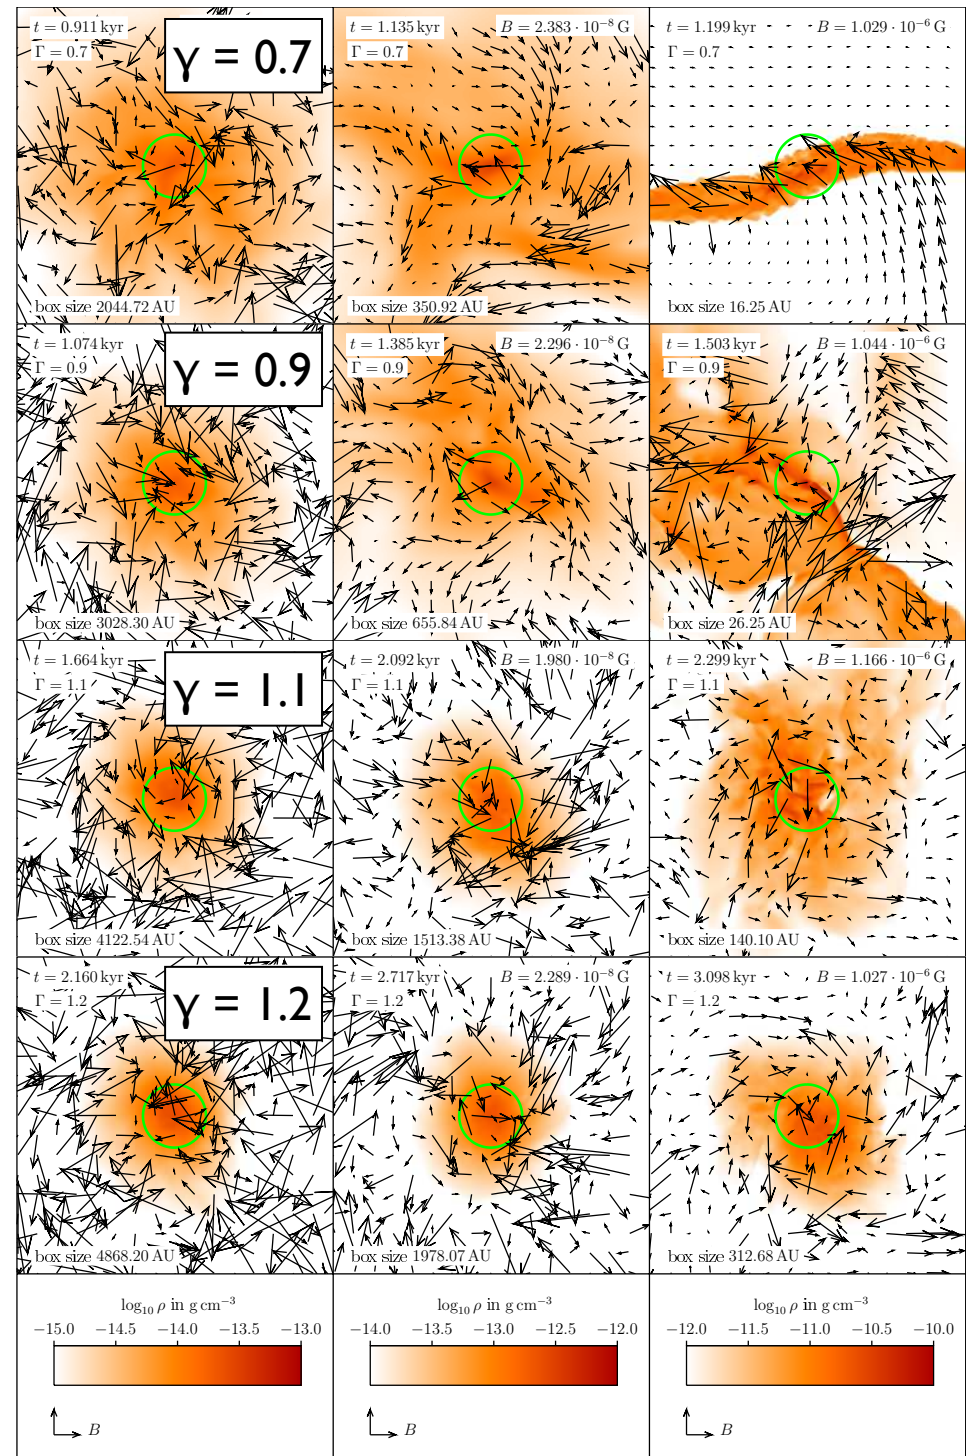 t = 0.911 kyr
Γ = 0.7
γ = 0.7
box size 2044.72 AU
t = 1.135 kyr B = 2.383 · 10⁻⁸ G
Γ = 0.7
box size 350.92 AU
t = 1.199 kyr B = 1.029 · 10⁻⁶ G
Γ = 0.7
box size 16.25 AU
t = 1.074 kyr
Γ = 0.9
γ = 0.9
box size 3028.30 AU
t = 1.385 kyr B = 2.296 · 10⁻⁸ G
Γ = 0.9
box size 655.84 AU
t = 1.503 kyr B = 1.044 · 10⁻⁶ G
Γ = 0.9
box size 26.25 AU
t = 1.664 kyr
Γ = 1.1
γ = 1.1
box size 4122.54 AU
t = 2.092 kyr B = 1.980 · 10⁻⁸ G
Γ = 1.1
box size 1513.38 AU
t = 2.299 kyr B = 1.166 · 10⁻⁶ G
Γ = 1.1
box size 140.10 AU
t = 2.160 kyr
Γ = 1.2
γ = 1.2
box size 4868.20 AU
t = 2.717 kyr B = 2.289 · 10⁻⁸ G
Γ = 1.2
box size 1978.07 AU
t = 3.098 kyr B = 1.027 · 10⁻⁶ G
Γ = 1.2
box size 312.68 AU
log₁₀ ρ in g cm⁻³
−15.0 −14.5 −14.0 −13.5 −13.0
B
log₁₀ ρ in g cm⁻³
−14.0 −13.5 −13.0 −12.5 −12.0
B
log₁₀ ρ in g cm⁻³
−12.0 −11.5 −11.0 −10.5 −10.0
B